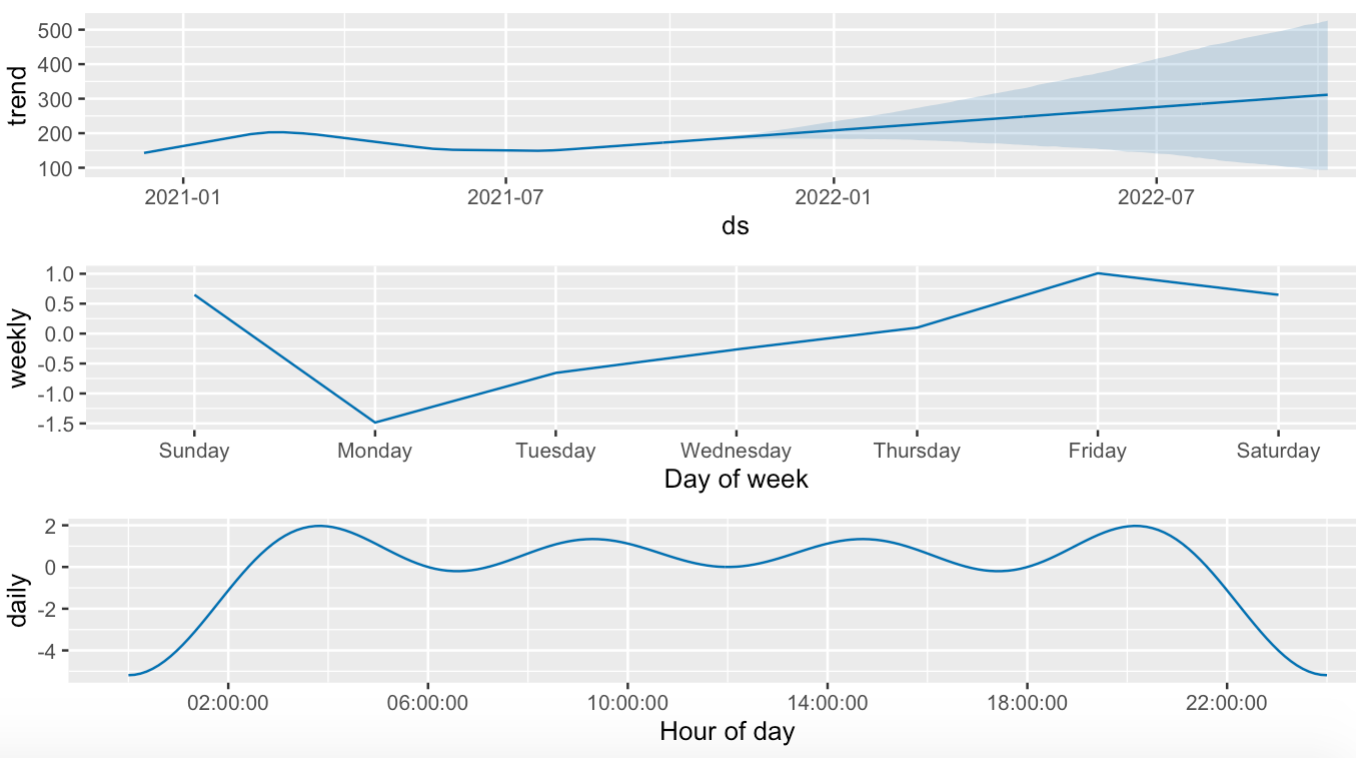 trend
500
400
300
200
100
2021-01 2021-07 2022-01 2022-07
ds
weekly
1.0
0.5
0.0
-0.5
-1.0
-1.5
Sunday Monday Tuesday Wednesday Thursday Friday Saturday
Day of week
daily
2
0
-2
-4
02:00:00 06:00:00 10:00:00 14:00:00 18:00:00 22:00:00
Hour of day